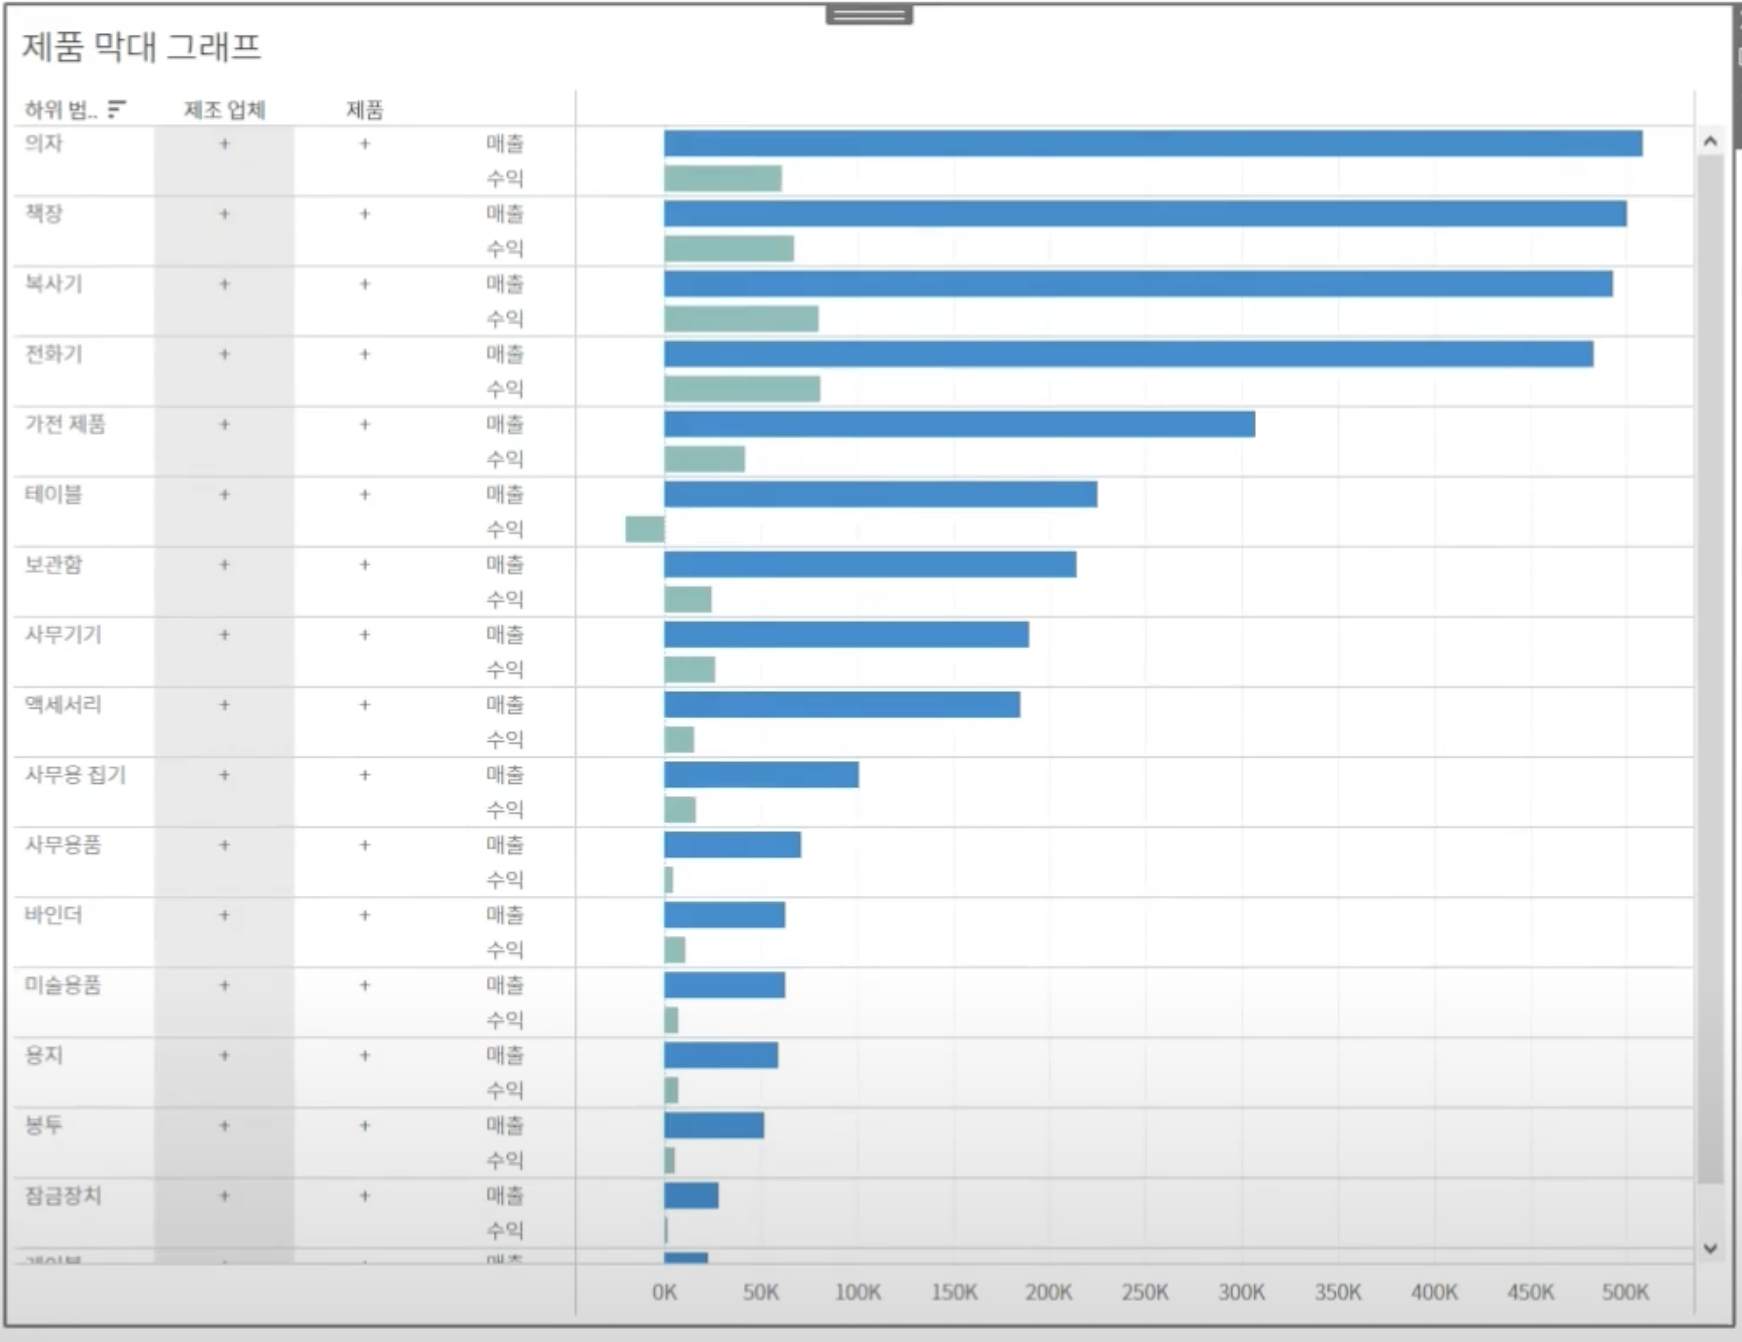 제품 막대 그래프
하위 범.. 제조 업체 제품
의자 + + 매출
수익
책장 + + 매출
수익
복사기 + + 매출
수익
전화기 + + 매출
수익
가전 제품 + + 매출
수익
테이블 + + 매출
수익
보관함 + + 매출
수익
사무기기 + + 매출
수익
액세서리 + + 매출
수익
사무용 집기 + + 매출
수익
사무용품 + + 매출
수익
바인더 + + 매출
수익
미술용품 + + 매출
수익
용지 + + 매출
수익
봉투 + + 매출
수익
잠금장치 + + 매출
수익
매출
0K 50K 100K 150K 200K 250K 300K 350K 400K 450K 500K